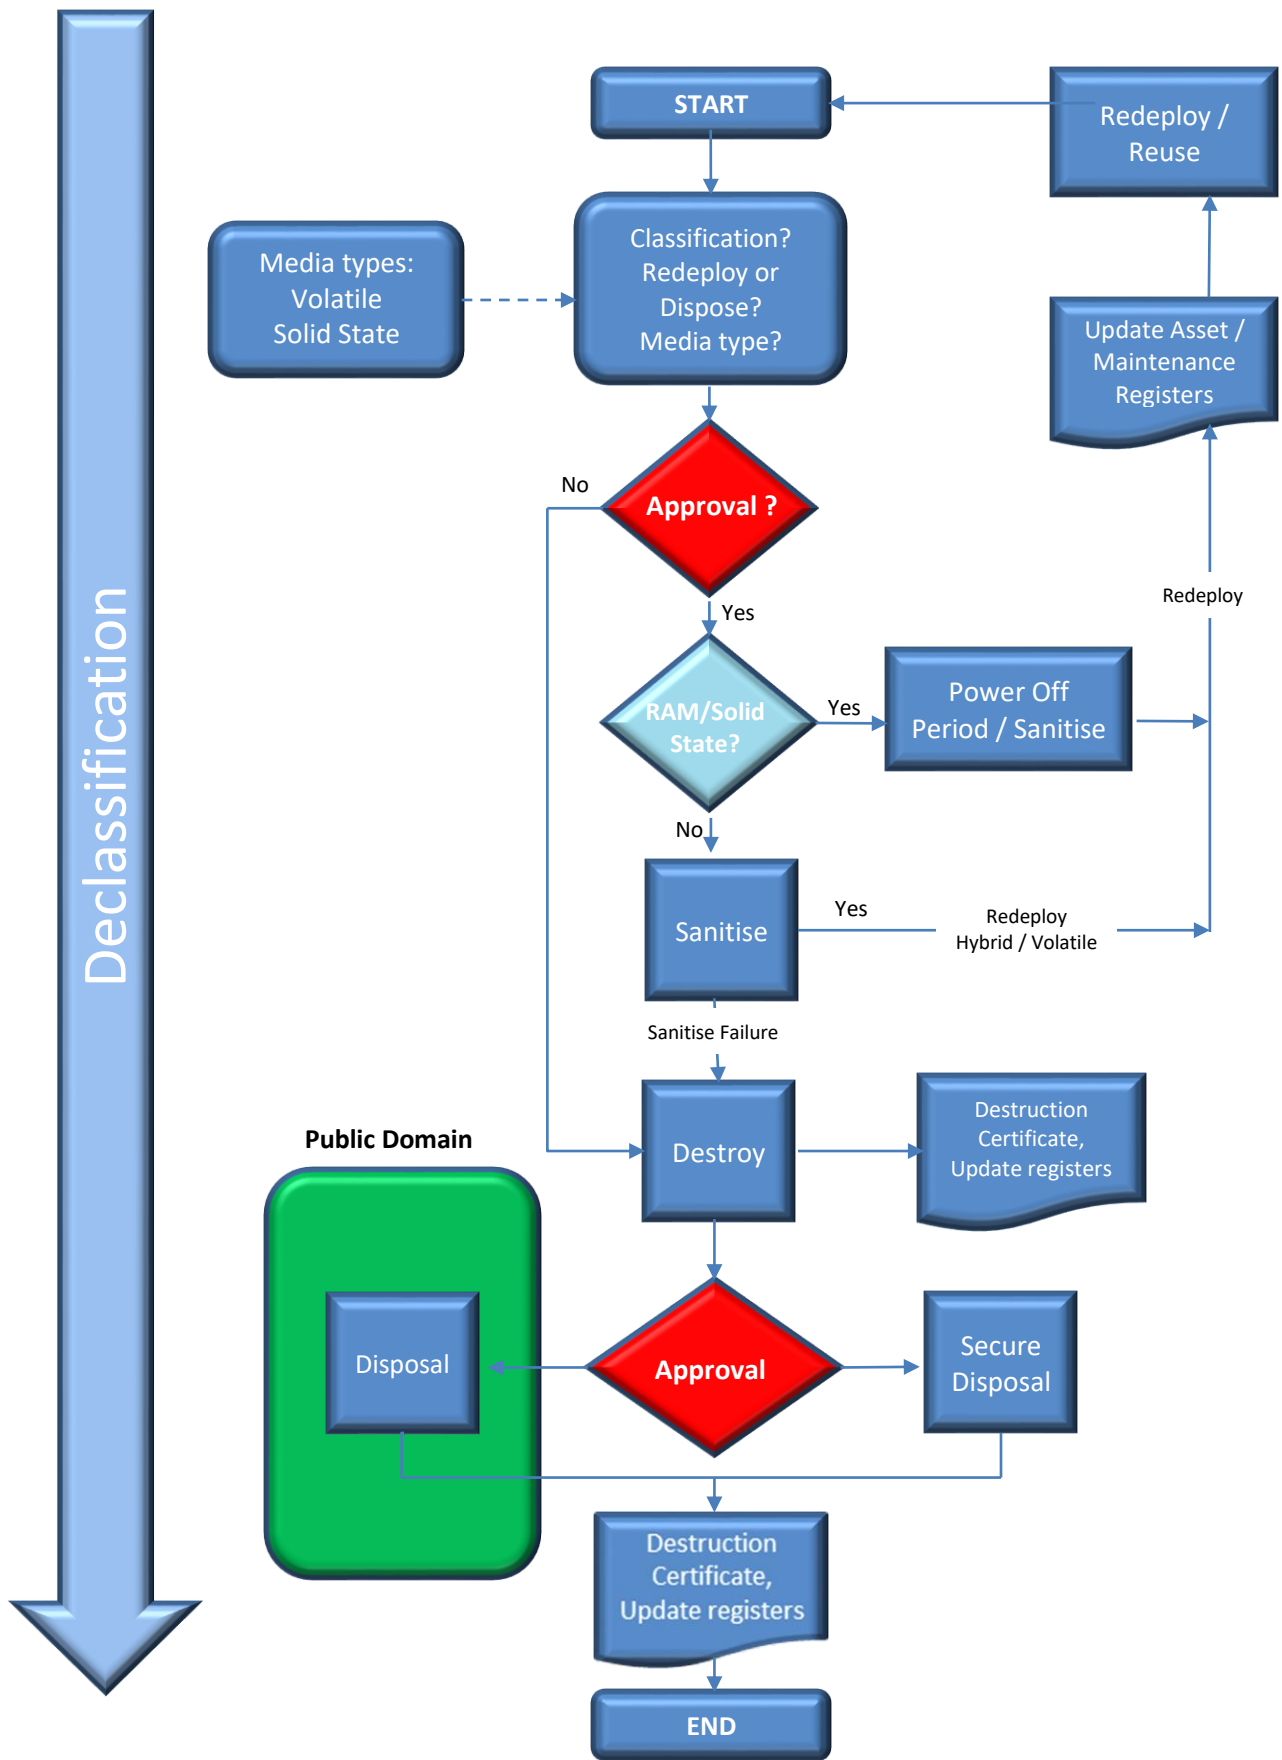 START
Redeploy /
Reuse
Media types:
Volatile
Solid State
Classification?
Redeploy or
Dispose?
Media type?
Update Asset /
Maintenance
Registers
No
Approval ?
Yes
Redeploy
RAM/Solid
State?
Yes
Power Off
Period / Sanitise
No
Sanitise
Yes
Redeploy
Hybrid / Volatile
Sanitise Failure
Destroy
Destruction
Certificate,
Update registers
Public Domain
Disposal
Approval
Secure
Disposal
Destruction
Certificate,
Update registers
END
Declassification